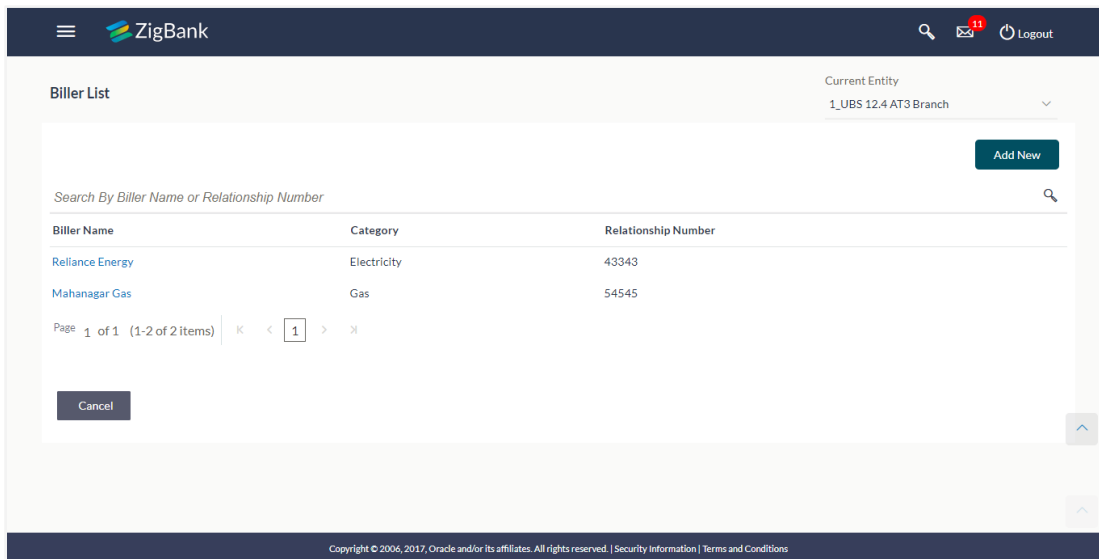 ZigBank
11
Logout
Biller List
Current Entity
1_UBS 12.4 AT3 Branch
Add New
Search By Biller Name or Relationship Number
Biller Name Category Relationship Number
Reliance Energy Electricity 43343
Mahanagar Gas Gas 54545
Page 1 of 1 (1-2 of 2 items) K < 1 > >|
Cancel
Copyright © 2006, 2017, Oracle and/or its affiliates. All rights reserved. | Security Information | Terms and Conditions